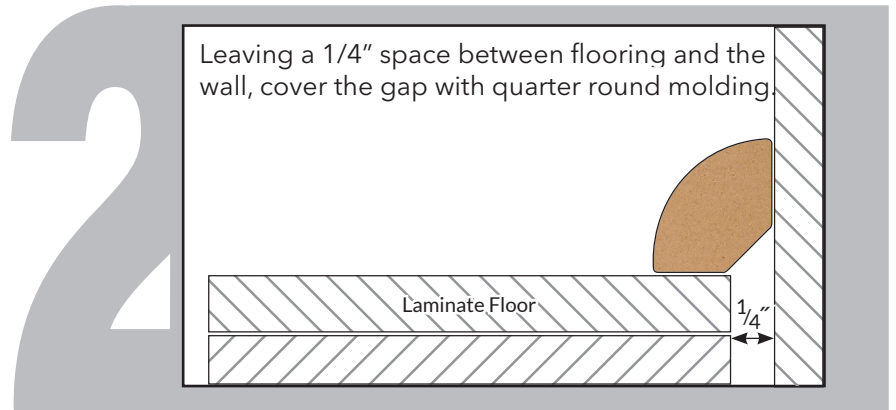 2
Leaving a 1/4” space between flooring and the
wall, cover the gap with quarter round molding.
Laminate Floor
1/4”